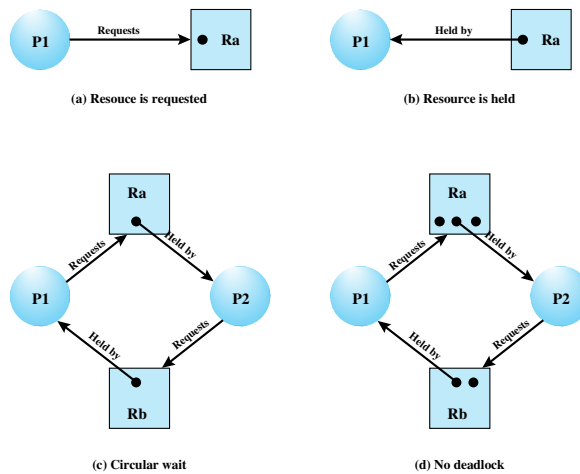 P1
Requests
Ra
(a) Resouce is requested
P1
Held by
Ra
(b) Resource is held
Ra
Requests
Held by
P1
P2
Held by
Requests
Rb
(c) Circular wait
Ra
Requests
Held by
P1
P2
Held by
Requests
Rb
(d) No deadlock